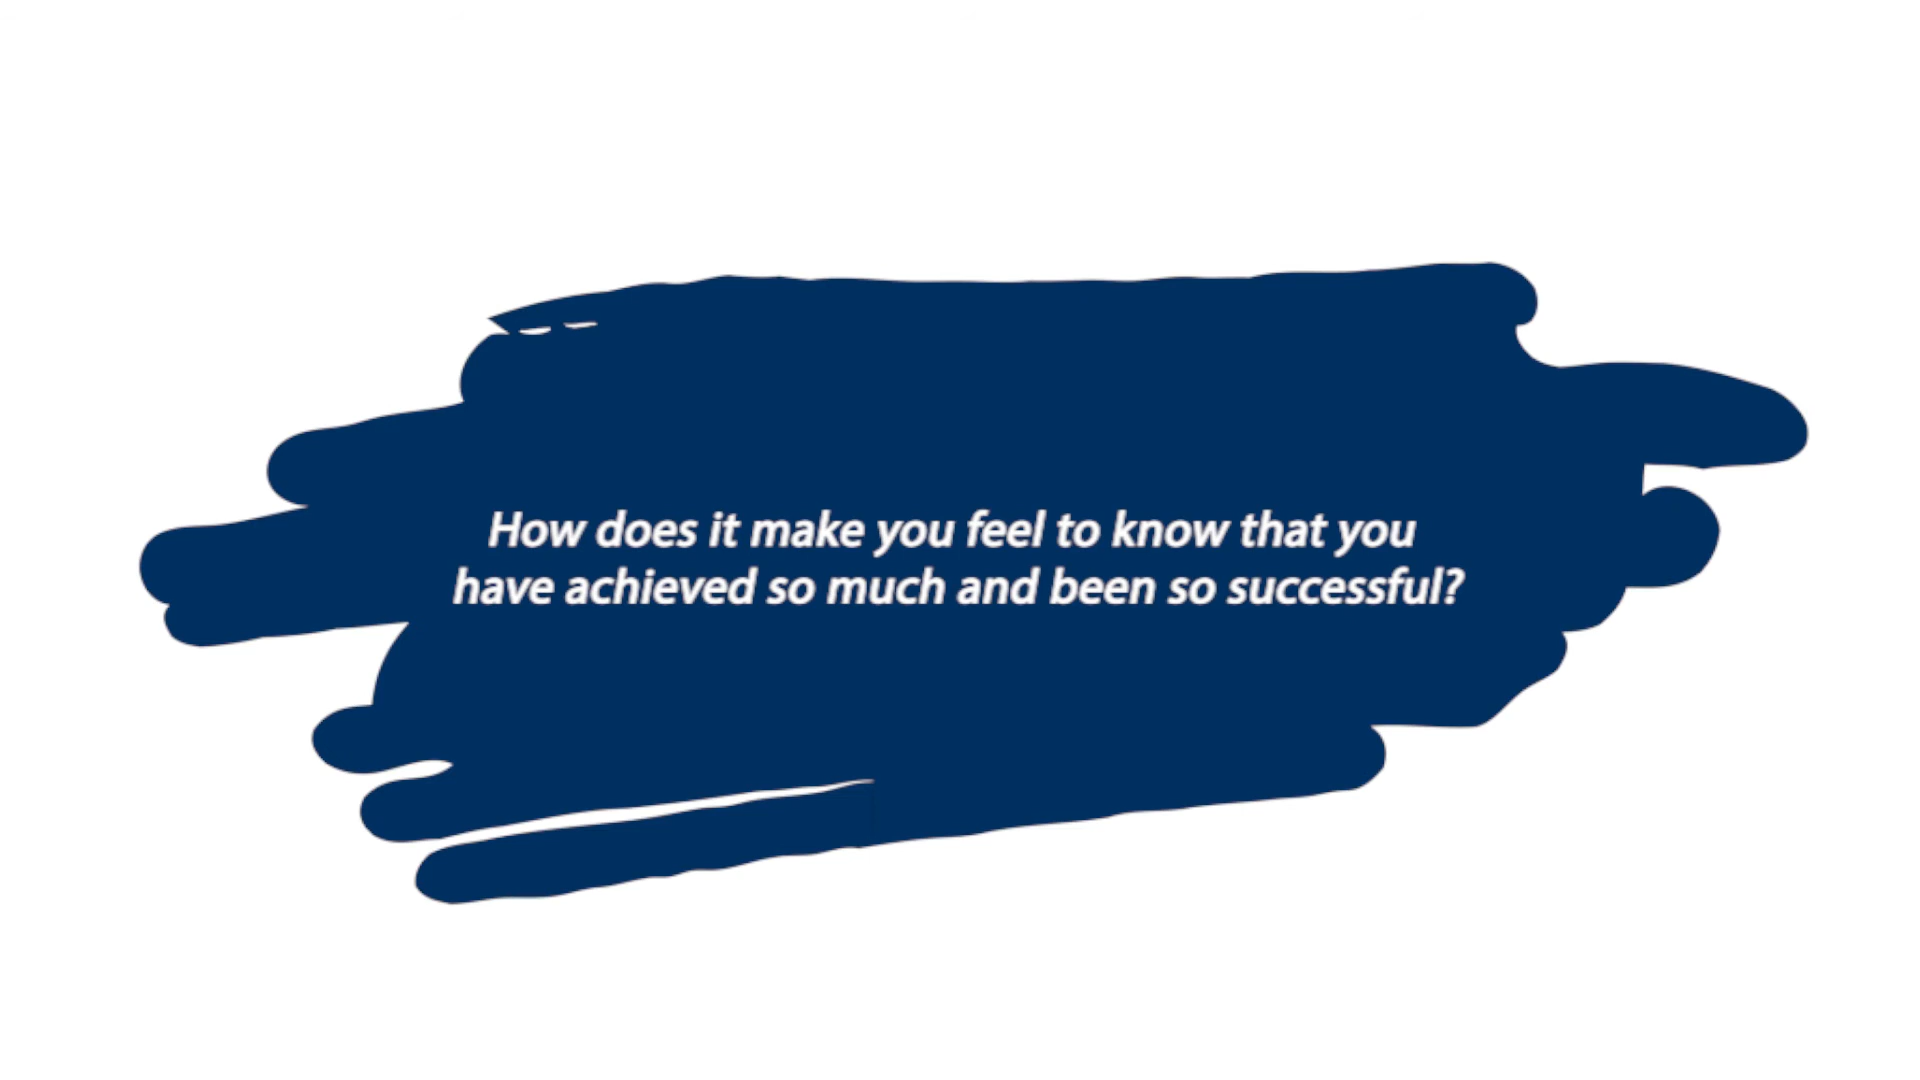 How does it make you feel to know that you
have achieved so much and been so successful?